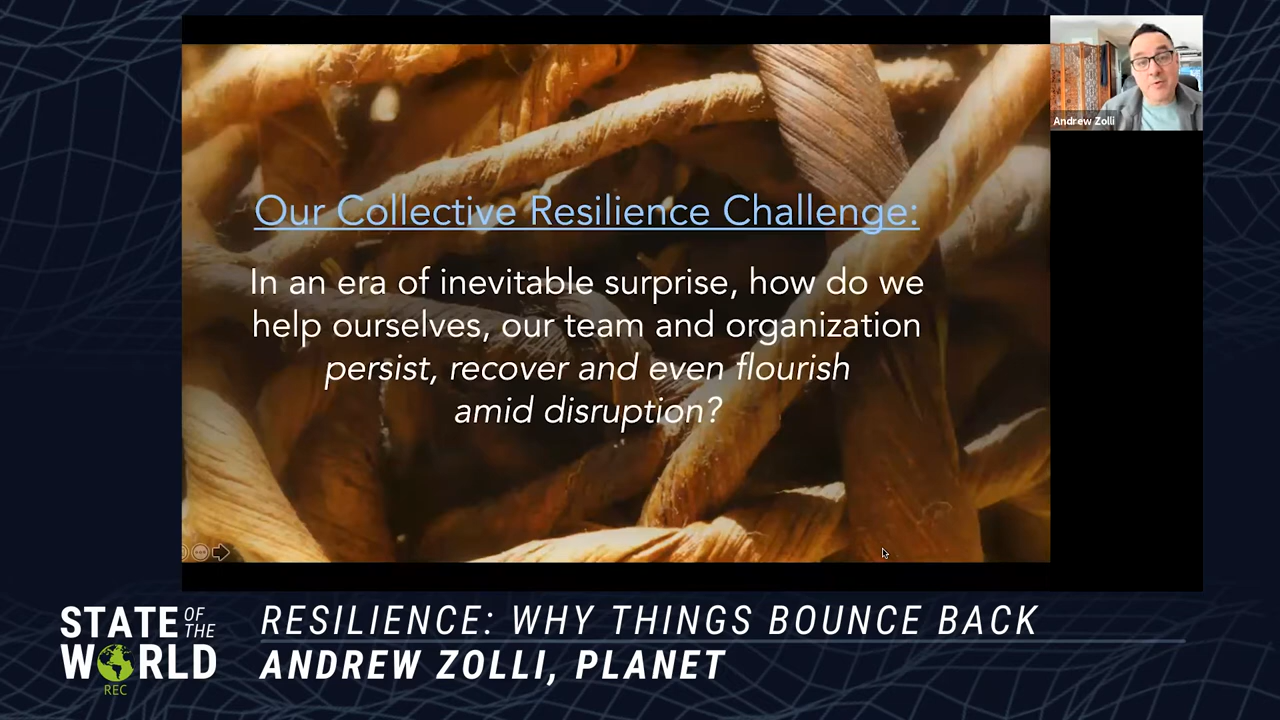 Andrew Zolli
Our Collective Resilience Challenge:
In an era of inevitable surprise, how do we
help ourselves, our team and organization
persist, recover and even flourish
amid disruption?
STATE OF THE
WORLD
REC
RESILIENCE: WHY THINGS BOUNCE BACK
ANDREW ZOLLI, PLANET